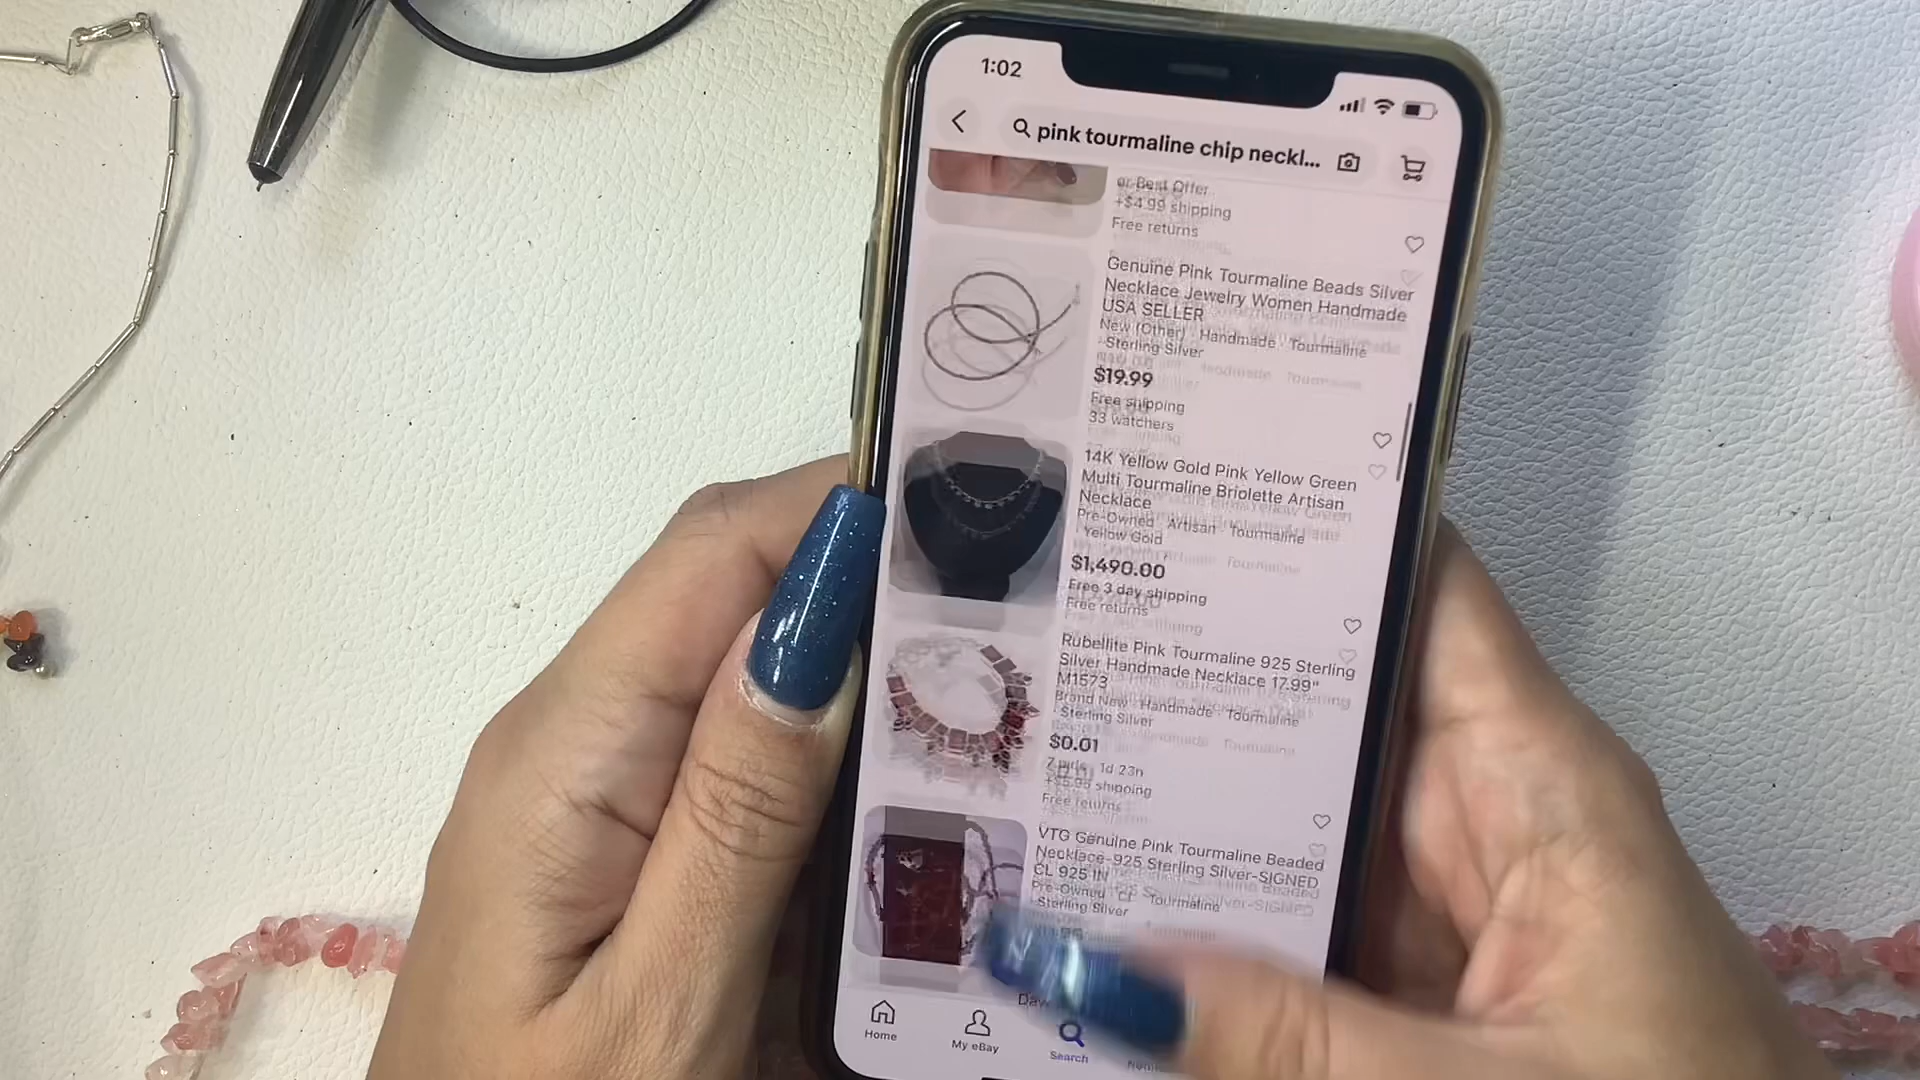 1:02
pink tourmaline chip neckl...
or Best Offer
+$4.99 shipping
Free returns
Genuine Pink Tourmaline Beads Silver
Necklace Jewelry Women Handmade
USA SELLER
New (Other) · Handmade · Tourmaline
· Sterling Silver
$19.99
Free shipping
33 watchers
14K Yellow Gold Pink Yellow Green
Multi Tourmaline Briolette Artisan
Necklace
Pre-Owned · Artisan · Tourmaline
· Yellow Gold
$1,490.00
Free 3 day shipping
Free returns
Rubellite Pink Tourmaline 925 Sterling
Silver Handmade Necklace 17.99"
M1573
Brand New · Handmade · Tourmaline
· Sterling Silver
$0.01
7 · 1d 23h
+$5.95 shipping
Free returns
VTG Genuine Pink Tourmaline Beaded
Necklace-925 Sterling Silver-SIGNED
CL 925 IN
Pre-Owned · CL · Tourmaline
· Sterling Silver
Home
My eBay
Search